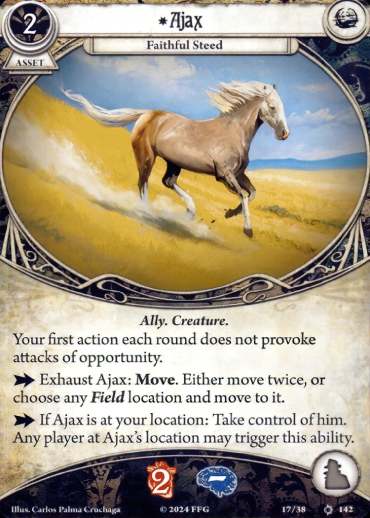 2
Ajax
Faithful Steed
ASSET
Ally. Creature.
Your first action each round does not provoke
attacks of opportunity.
Exhaust Ajax: Move. Either move twice, or
choose any Field location and move to it.
If Ajax is at your location: Take control of him.
Any player at Ajax's location may trigger this ability.
2
–
Illus. Carlos Palma Cruchaga
© 2024 FFG
17/38
142